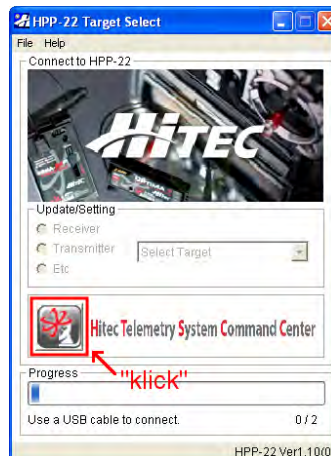 HPP-22 Target Select
File Help
Connect to HPP-22
HITEC
Update/Setting
Receiver
Transmitter
Select Target
Etc
Hitec Telemetry System Command Center
"klick"
Progress
Use a USB cable to connect.
0 / 2
HPP-22 Ver1.10(0